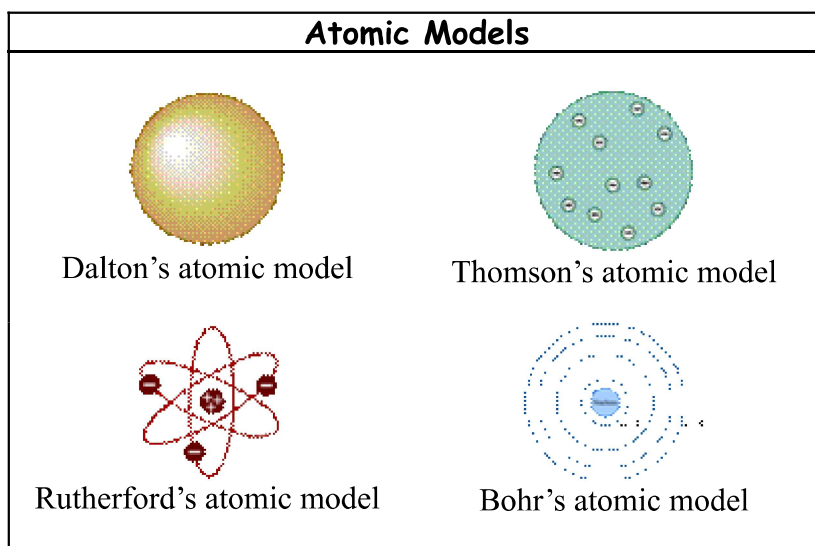 Atomic Models
Dalton’s atomic model
Thomson’s atomic model
Rutherford’s atomic model
Bohr’s atomic model